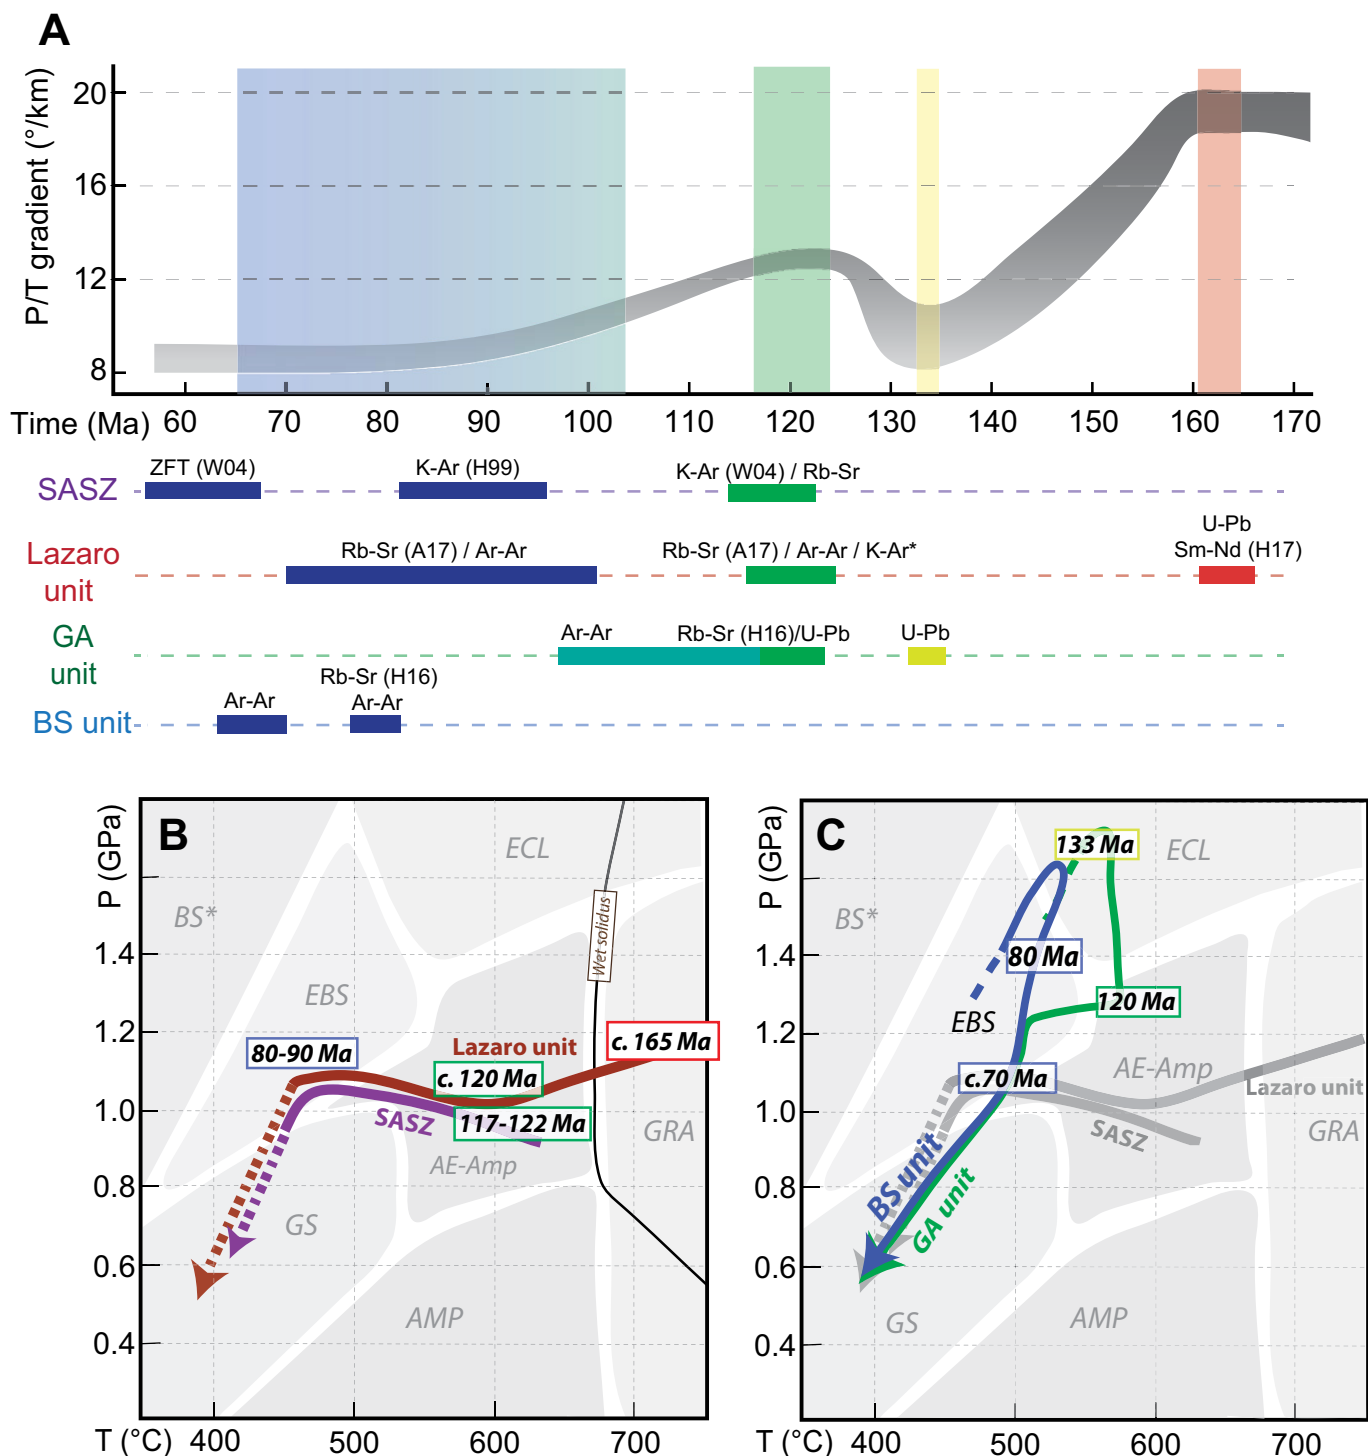 A
P/T gradient (°/km)
20
16
12
8
Time (Ma) 60 70 80 90 100 110 120 130 140 150 160 170
ZFT (W04) K-Ar (H99) K-Ar (W04) / Rb-Sr
SASZ
U-Pb
Rb-Sr (A17) / Ar-Ar Rb-Sr (A17) / Ar-Ar / K-Ar* Sm-Nd (H17)
Lazaro
unit
GA
unit
Ar-Ar Rb-Sr (H16)/U-Pb U-Pb
Rb-Sr (H16)
Ar-Ar Ar-Ar
BS unit
B
P (GPa)
1.4
1.2
1.0
0.8
0.6
0.4
T (°C) 400 500 600 700
ECL
BS*
Wet solidus
EBS
80-90 Ma
Lazaro unit
c. 165 Ma
c. 120 Ma
SASZ
117-122 Ma
GRA
AE-Amp
GS
AMP
C
P (GPa)
1.4
1.2
1.0
0.8
0.6
0.4
T (°C) 400 500 600 700
133 Ma
ECL
BS*
80 Ma
120 Ma
EBS
c.70 Ma
AE-Amp
Lazaro unit
SASZ
GRA
BS unit
GA unit
GS
AMP